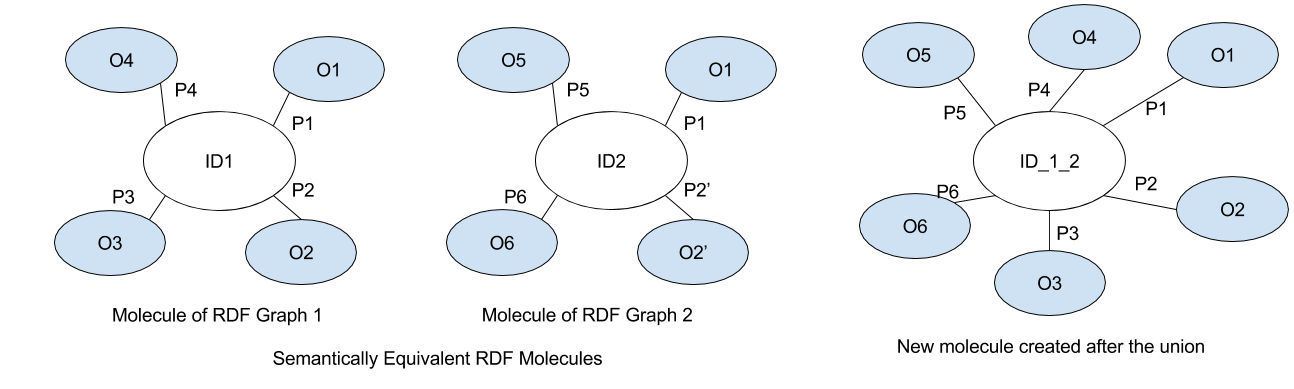 O4
O1
P4
P1
ID1
P3
P2
O3
O2
Molecule of RDF Graph 1
O5
O1
P5
P1
ID2
P6
P2’
O6
O2’
Molecule of RDF Graph 2
Semantically Equivalent RDF Molecules
O5
O4
O1
P4
P5
P1
ID_1_2
P6
P2
O6
O2
P3
O3
New molecule created after the union